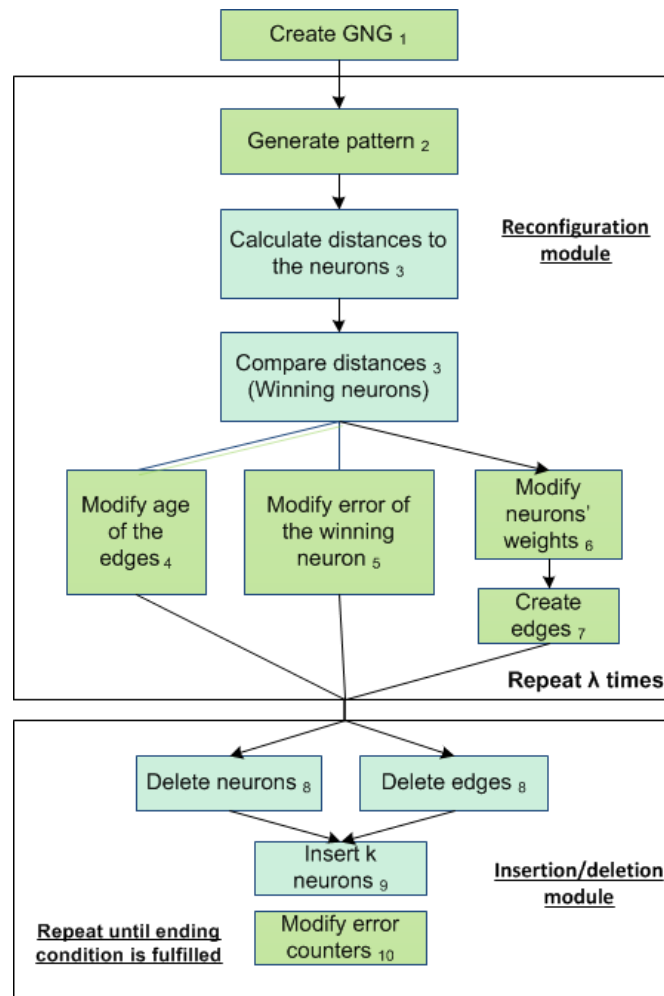 Create GNG 1
Generate pattern 2
Calculate distances to
the neurons 3
Reconfiguration
module
Compare distances 3
(Winning neurons)
Modify age
of the
edges 4
Modify error of
the winning
neuron 5
Modify
neurons'
weights 6
Create
edges 7
Repeat λ times
Delete neurons 8
Delete edges 8
Insert k
neurons 9
Insertion/deletion
module
Repeat until ending
condition is fulfilled
Modify error
counters 10